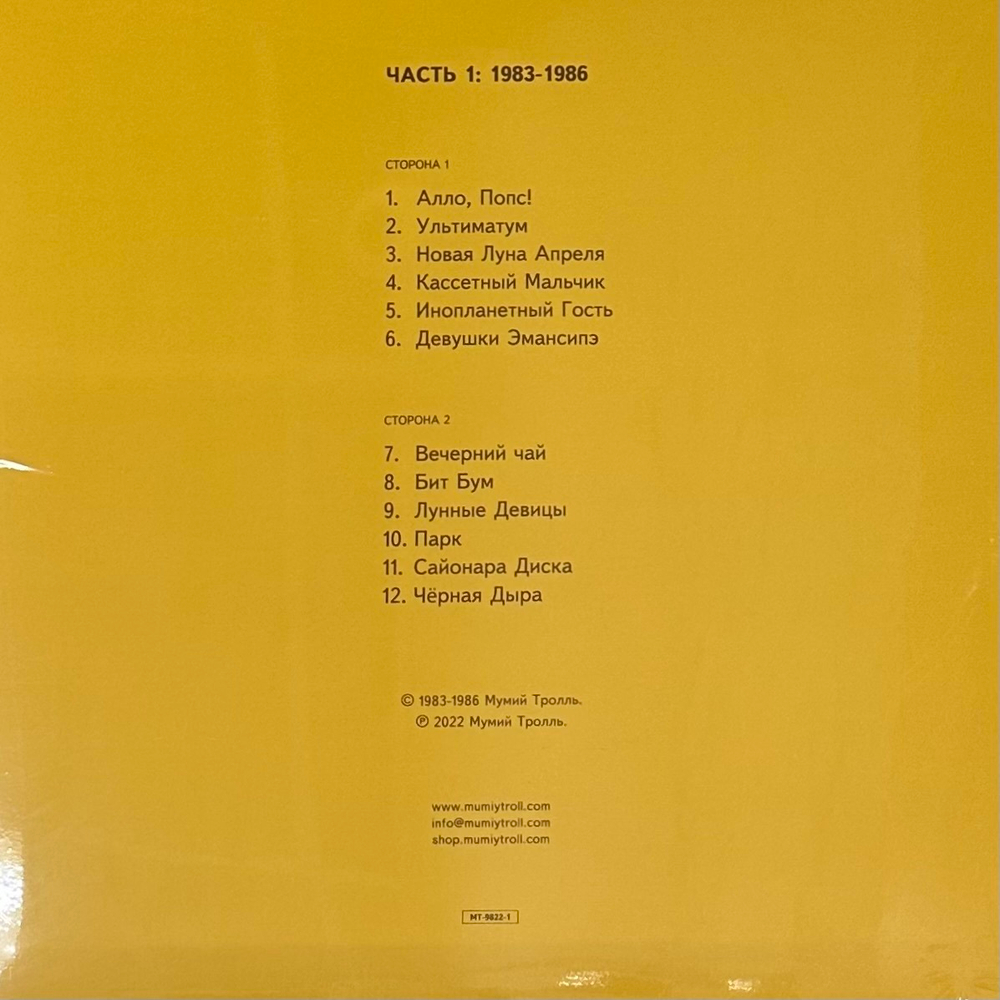 ЧАСТЬ 1: 1983-1986
СТОРОНА 1
1. Алло, Попс!
2. Ультиматум
3. Новая Луна Апреля
4. Кассетный Мальчик
5. Инопланетный Гость
6. Девушки Эмансипэ
СТОРОНА 2
7. Вечерний чай
8. Бит Бум
9. Лунные Девицы
10. Парк
11. Сайонара Диска
12. Чёрная Дыра
© 1983-1986 Мумий Тролль.
℗ 2022 Мумий Тролль.
www.mumiytroll.com
info@mumiytroll.com
shop.mumiytroll.com
МТ-9822-1